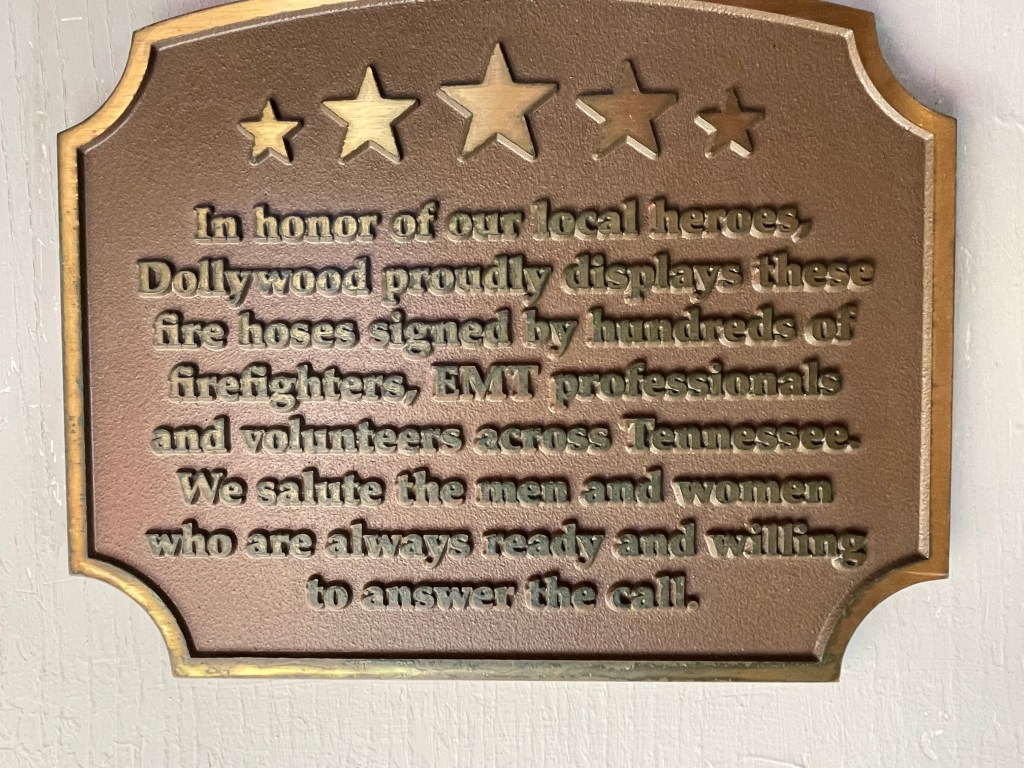 In honor of our local heroes,
Dollywood proudly displays these
fire hoses signed by hundreds of
firefighters, EMT professionals
and volunteers across Tennessee.
We salute the men and women
who are always ready and willing
to answer the call.